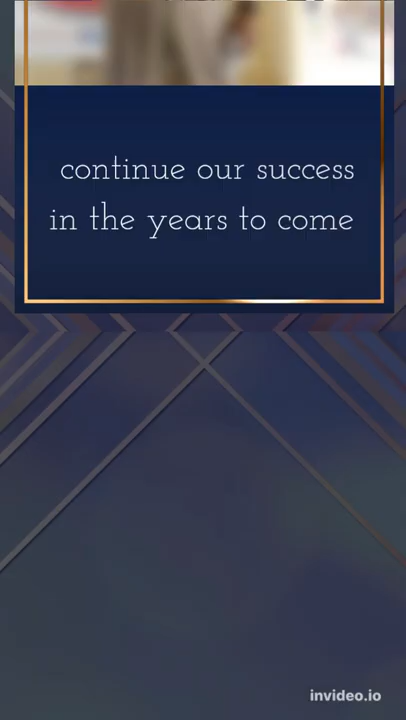 continue our success
in the years to come
invideo.io